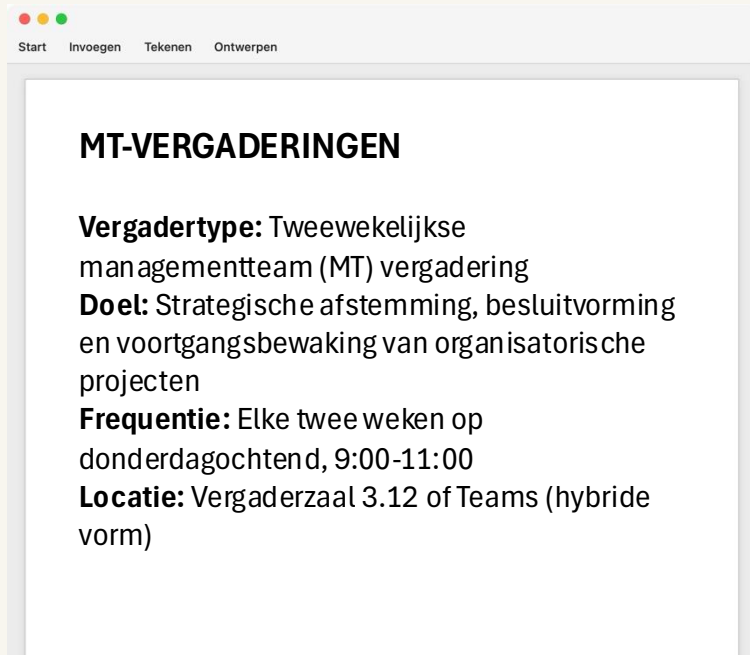 Start Invoegen Tekenen Ontwerpen
MT-VERGADERINGEN
Vergadertype: Tweewekelijkse
managementteam (MT) vergadering
Doel: Strategische afstemming, besluitvorming
en voortgangsbewaking van organisatorische
projecten
Frequentie: Elke twee weken op
donderdagochtend, 9:00-11:00
Locatie: Vergaderzaal 3.12 of Teams (hybride
vorm)